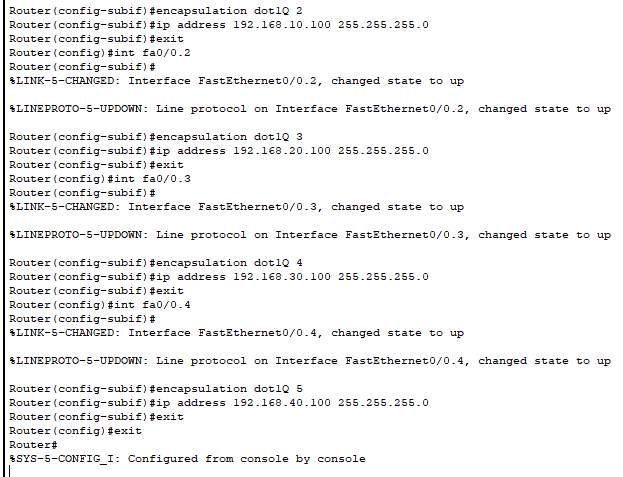 Router(config-subif)#encapsulation dot1Q 2
Router(config-subif)#ip address 192.168.10.100 255.255.255.0
Router(config-subif)#exit
Router(config)#int fa0/0.2
Router(config-subif)#
%LINK-5-CHANGED: Interface FastEthernet0/0.2, changed state to up
%LINEPROTO-5-UPDOWN: Line protocol on Interface FastEthernet0/0.2, changed state to up
Router(config-subif)#encapsulation dot1Q 3
Router(config-subif)#ip address 192.168.20.100 255.255.255.0
Router(config-subif)#exit
Router(config)#int fa0/0.3
Router(config-subif)#
%LINK-5-CHANGED: Interface FastEthernet0/0.3, changed state to up
%LINEPROTO-5-UPDOWN: Line protocol on Interface FastEthernet0/0.3, changed state to up
Router(config-subif)#encapsulation dot1Q 4
Router(config-subif)#ip address 192.168.30.100 255.255.255.0
Router(config-subif)#exit
Router(config)#int fa0/0.4
Router(config-subif)#
%LINK-5-CHANGED: Interface FastEthernet0/0.4, changed state to up
%LINEPROTO-5-UPDOWN: Line protocol on Interface FastEthernet0/0.4, changed state to up
Router(config-subif)#encapsulation dot1Q 5
Router(config-subif)#ip address 192.168.40.100 255.255.255.0
Router(config-subif)#exit
Router(config)#exit
Router#
%SYS-5-CONFIG_I: Configured from console by console